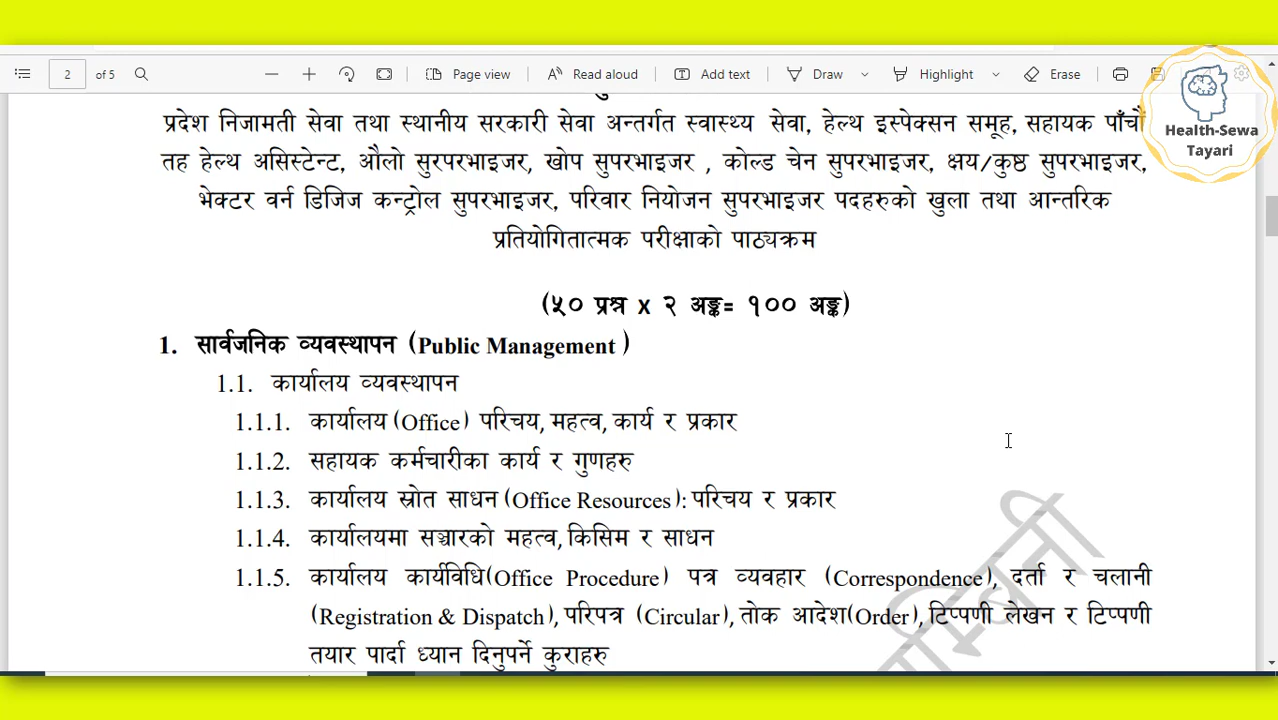 2 of 5 Page view Read aloud Add text Draw Highlight Erase
Health-Sewa
Tayari
प्रदेश निजामती सेवा तथा स्थानीय सरकारी सेवा अन्तर्गत स्वास्थ्य सेवा, हेल्थ इस्पेक्सन समूह, सहायक पाँचौं
तह हेल्थ असिस्टेन्ट, औलो सुरपरभाइजर, खोप सुपरभाइजर , कोल्ड चेन सुपरभाइजर, क्षय/कुष्ठ सुपरभाइजर,
भेक्टर वर्न डिजिज कन्ट्रोल सुपरभाइजर, परिवार नियोजन सुपरभाइजर पदहरुको खुला तथा आन्तरिक
प्रतियोगितात्मक परीक्षाको पाठ्यक्रम
(५० प्रश्न x २ अङ्क= १०० अङ्क)
1. सार्वजनिक व्यवस्थापन (Public Management )
1.1. कार्यालय व्यवस्थापन
1.1.1. कार्यालय (Office) परिचय, महत्व, कार्य र प्रकार
1.1.2. सहायक कर्मचारीका कार्य र गुणहरु
1.1.3. कार्यालय स्रोत साधन (Office Resources): परिचय र प्रकार
1.1.4. कार्यालयमा सञ्चारको महत्व, किसिम र साधन
1.1.5. कार्यालय कार्यविधि(Office Procedure) पत्र व्यवहार (Correspondence), दर्ता र चलानी
(Registration & Dispatch), परिपत्र (Circular), तोक आदेश(Order), टिप्पणी लेखन र टिप्पणी
तयार पार्दा ध्यान दिनुपर्ने कुराहरु